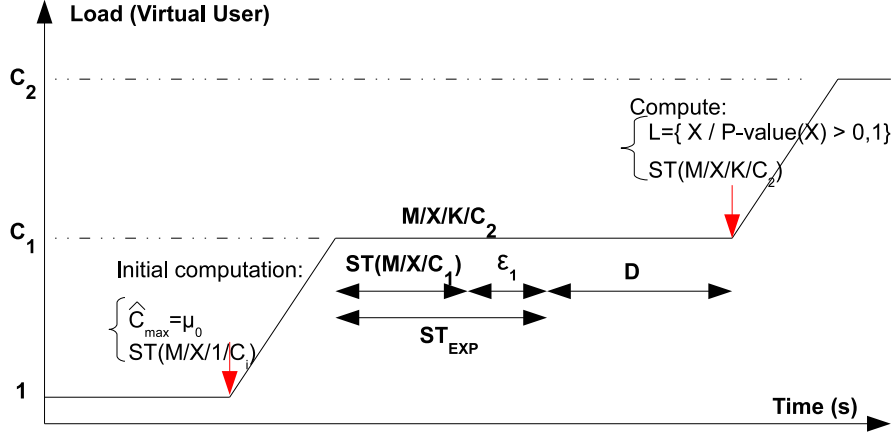 Load (Virtual User)
C2
Compute:
L={ X / P-value(X) > 0,1}
ST(M/X/K/C2)
M/X/K/C2
C1
ST(M/X/C1)
ε1
D
Initial computation:
Ĉmax=μ0
ST(M/X/1/Ci)
STEXP
1
Time (s)